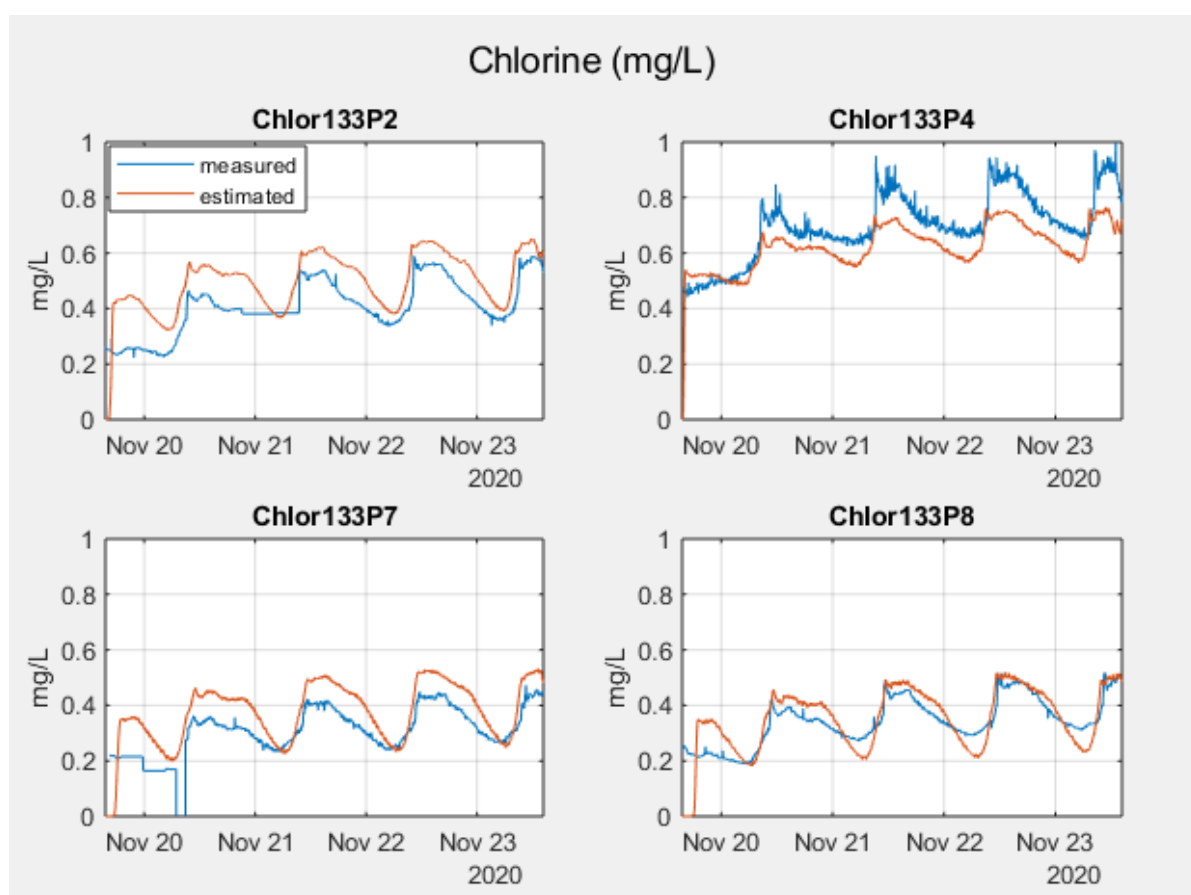 Chlorine (mg/L)
Chlor133P2
1
0.8
0.6
0.4
0.2
0
mg/L
measured
estimated
Nov 20 Nov 21 Nov 22 Nov 23
2020
Chlor133P4
1
0.8
0.6
0.4
0.2
0
mg/L
Nov 20 Nov 21 Nov 22 Nov 23
2020
Chlor133P7
1
0.8
0.6
0.4
0.2
0
mg/L
Nov 20 Nov 21 Nov 22 Nov 23
2020
Chlor133P8
1
0.8
0.6
0.4
0.2
0
mg/L
Nov 20 Nov 21 Nov 22 Nov 23
2020